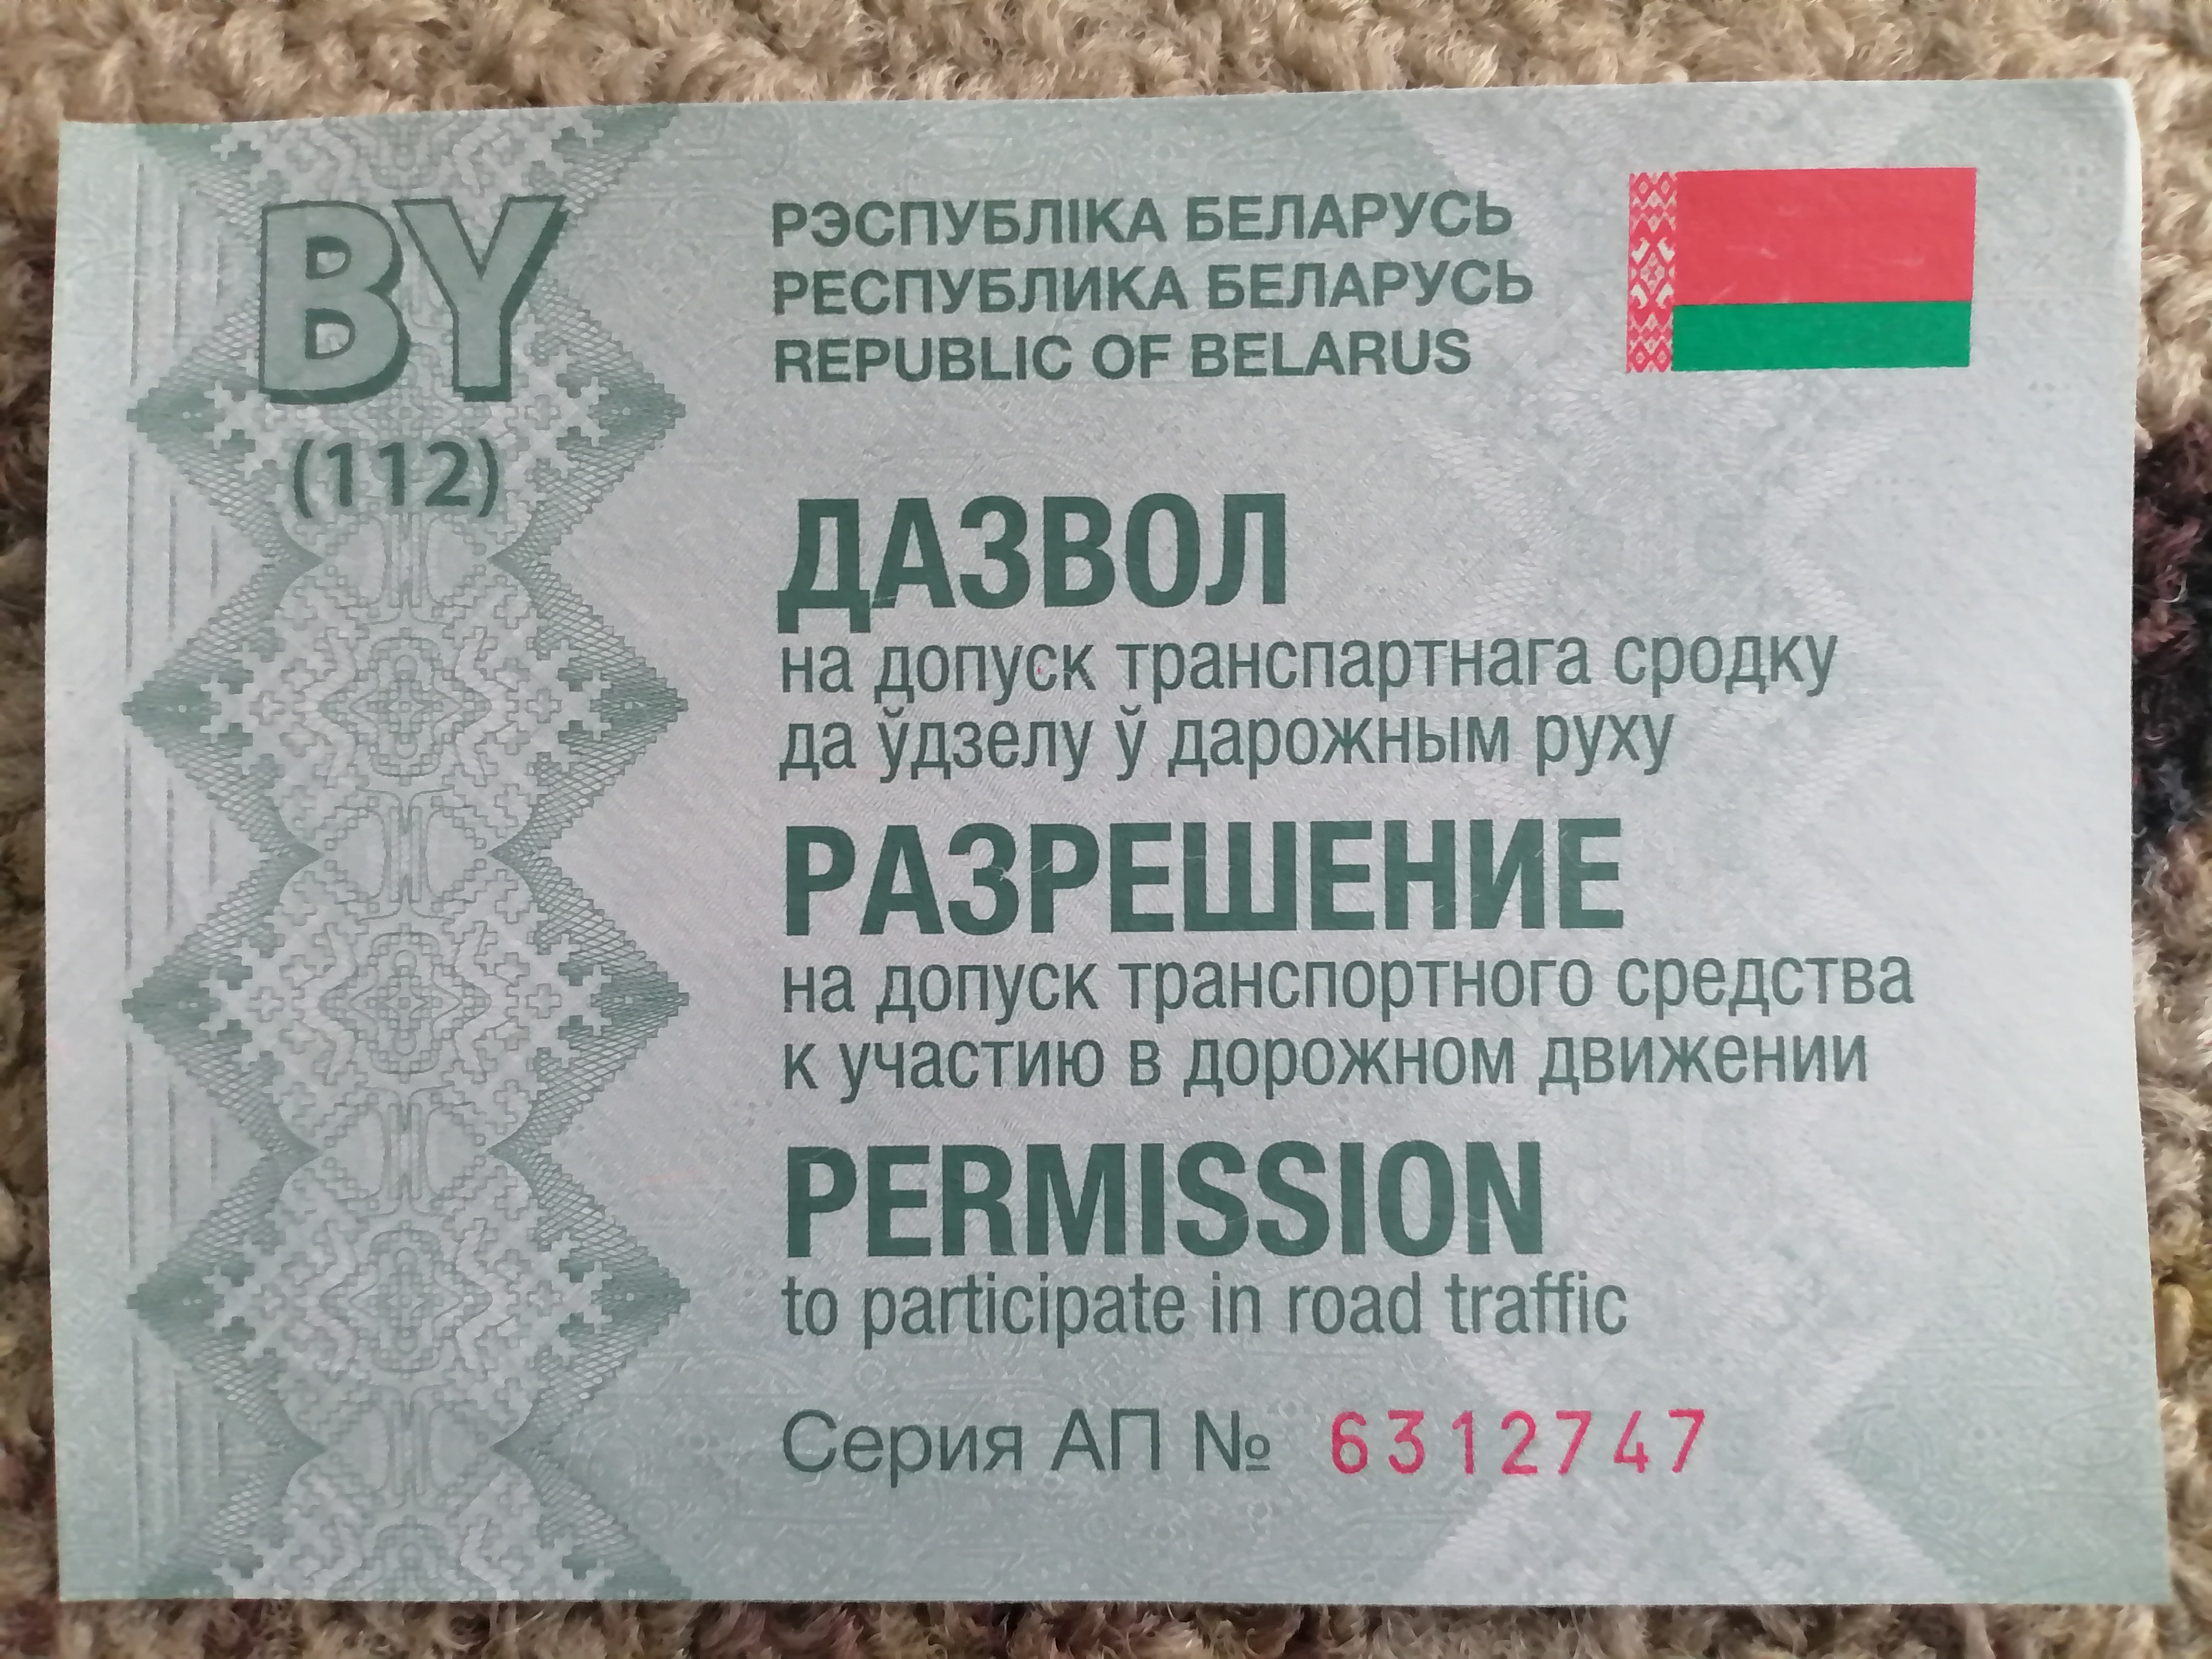 BY
(112)
РЭСПУБЛІКА БЕЛАРУСЬ
РЕСПУБЛИКА БЕЛАРУСЬ
REPUBLIC OF BELARUS
ДАЗВОЛ
на допуск транспартнага сродку
да ўдзелу ў дарожным руху
РАЗРЕШЕНИЕ
на допуск транспортного средства
к участию в дорожном движении
PERMISSION
to participate in road traffic
Серия АП № 6312747